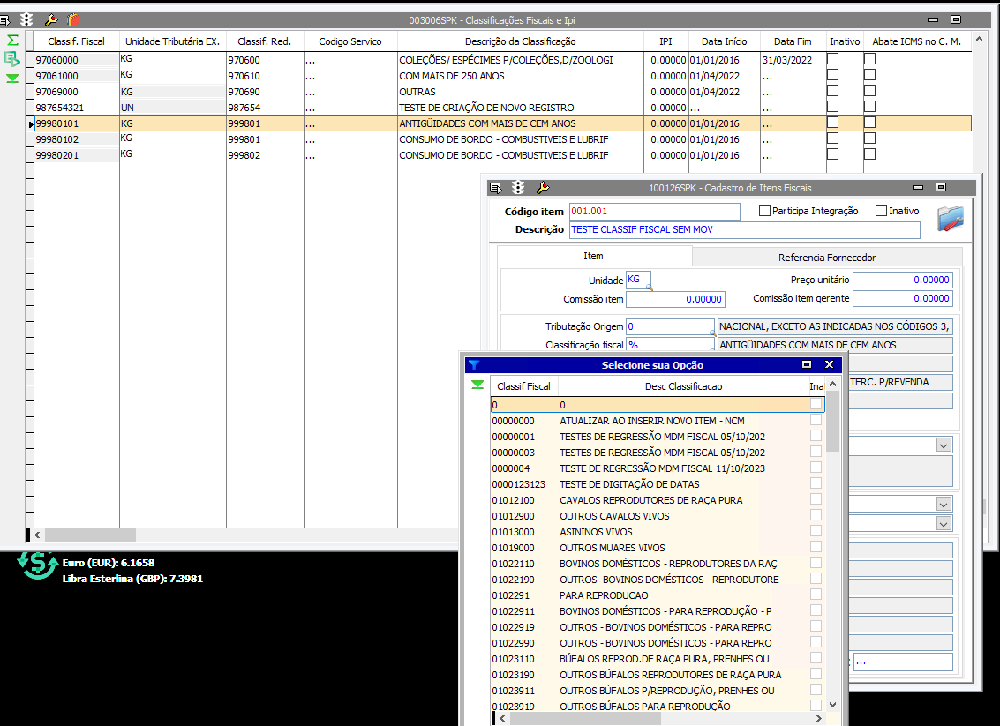 003006SPK - Classificações Fiscais e Ipi
Classif. Fiscal Unidade Tributária EX. Classif. Red. Codigo Servico Descrição da Classificação IPI Data Início Data Fim Inativo Abate ICMS no C. M.
97060000 KG 970600 ... COLEÇÕES/ ESPÉCIMES P/COLEÇÕES,D/ZOOLOGI 0.00000 01/01/2016 31/03/2022
97061000 KG 970610 ... COM MAIS DE 250 ANOS 0.00000 01/04/2022 ...
97069000 KG 970690 ... OUTRAS 0.00000 01/04/2022 ...
987654321 UN 987654 ... TESTE DE CRIAÇÃO DE NOVO REGISTRO 0.00000 ... ...
99980101 KG 999801 ... ANTIGÜIDADES COM MAIS DE CEM ANOS 0.00000 01/01/2016 ...
99980102 KG 999801 ... CONSUMO DE BORDO - COMBUSTIVEIS E LUBRIF 0.00000 01/01/2016 ...
99980201 KG 999802 ... CONSUMO DE BORDO - COMBUSTIVEIS E LUBRIF 0.00000 01/01/2016 ...
100126SPK - Cadastro de Itens Fiscais
Código item 001.001 Participa Integração Inativo
Descrição TESTE CLASSIF FISCAL SEM MOV
Item Referencia Fornecedor
Unidade KG Preço unitário 0.00000
Comissão item 0.00000 Comissão item gerente 0.00000
Tributação Origem 0 NACIONAL, EXCETO AS INDICADAS NOS CÓDIGOS 3,
Classificação fiscal % ANTIGÜIDADES COM MAIS DE CEM ANOS
TERC. P/REVENDA
: ...
Selecione sua Opção
Classif Fiscal Desc Classificacao Ina
0 0
00000000 ATUALIZAR AO INSERIR NOVO ITEM - NCM
00000001 TESTES DE REGRESSÃO MDM FISCAL 05/10/202
00000003 TESTES DE REGRESSÃO MDM FISCAL 05/10/202
0000004 TESTE DE REGRESSÃO MDM FISCAL 11/10/2023
0000123123 TESTE DE DIGITAÇÃO DE DATAS
01012100 CAVALOS REPRODUTORES DE RAÇA PURA
01012900 OUTROS CAVALOS VIVOS
01013000 ASININOS VIVOS
01019000 OUTROS MUARES VIVOS
01022110 BOVINOS DOMÉSTICOS - REPRODUTORES DA RAÇ
01022190 OUTROS -BOVINOS DOMÉSTICOS - REPRODUTORE
0102291 PARA REPRODUCAO
01022911 BOVINOS DOMÉSTICOS - PARA REPRODUÇÃO - P
01022919 OUTROS - BOVINOS DOMÉSTICOS - PARA REPRO
01022990 OUTROS - BOVINOS DOMÉSTICOS - PARA REPRO
01023110 BÚFALOS REPROD.DE RAÇA PURA, PRENHES OU
01023190 OUTROS BÚFALOS REPRODUTORES DE RAÇA PURA
01023911 OUTROS BÚFALOS P/REPRODUÇÃO, PRENHES OU
01023919 OUTROS BÚFALOS PARA REPRODUÇÃO
Euro (EUR): 6.1658
Libra Esterlina (GBP): 7.3981